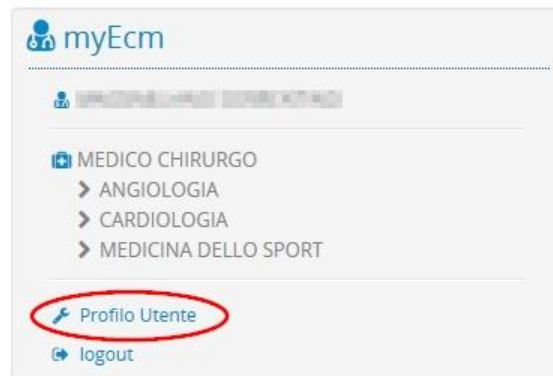 myEcm
MEDICO CHIRURGO
ANGIOLOGIA
CARDIOLOGIA
MEDICINA DELLO SPORT
Profilo Utente
logout